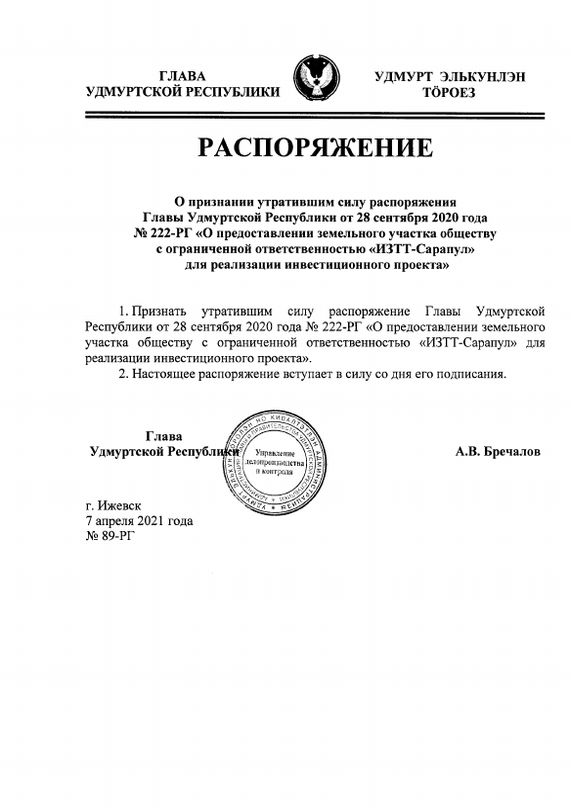 ГЛАВА
УДМУРТСКОЙ РЕСПУБЛИКИ
УДМУРТ ЭЛЬКУНЛЭН
ТӦРОЕЗ
РАСПОРЯЖЕНИЕ
О признании утратившим силу распоряжения
Главы Удмуртской Республики от 28 сентября 2020 года
№ 222-РГ «О предоставлении земельного участка обществу
с ограниченной ответственностью «ИЗТТ-Сарапул»
для реализации инвестиционного проекта»
1. Признать утратившим силу распоряжение Главы Удмуртской
Республики от 28 сентября 2020 года № 222-РГ «О предоставлении земельного
участка обществу с ограниченной ответственностью «ИЗТТ-Сарапул» для
реализации инвестиционного проекта».
2. Настоящее распоряжение вступает в силу со дня его подписания.
Глава
Удмуртской Республики
А.В. Бречалов
Управление
делопроизводства
и контроля
г. Ижевск
7 апреля 2021 года
№ 89-РГ